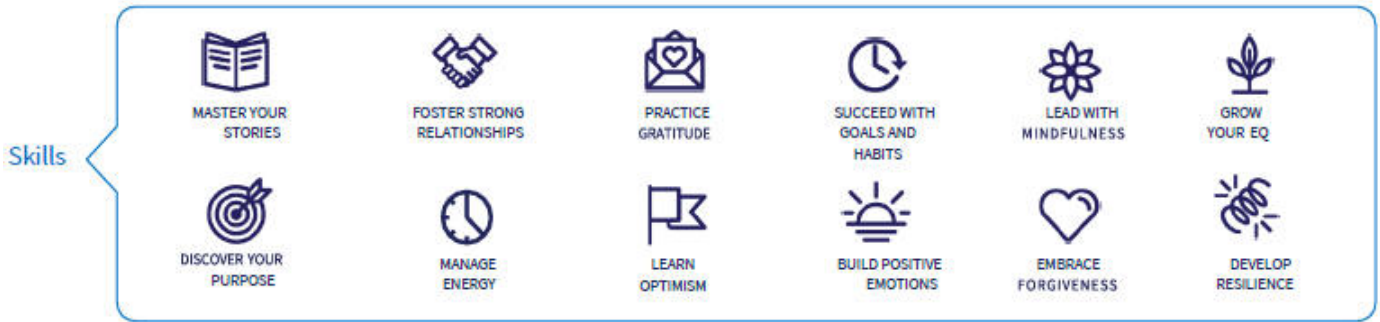 Skills
MASTER YOUR
STORIES
FOSTER STRONG
RELATIONSHIPS
PRACTICE
GRATITUDE
SUCCEED WITH
GOALS AND
HABITS
LEAD WITH
MINDFULNESS
GROW
YOUR EQ
DISCOVER YOUR
PURPOSE
MANAGE
ENERGY
LEARN
OPTIMISM
BUILD POSITIVE
EMOTIONS
EMBRACE
FORGIVENESS
DEVELOP
RESILIENCE